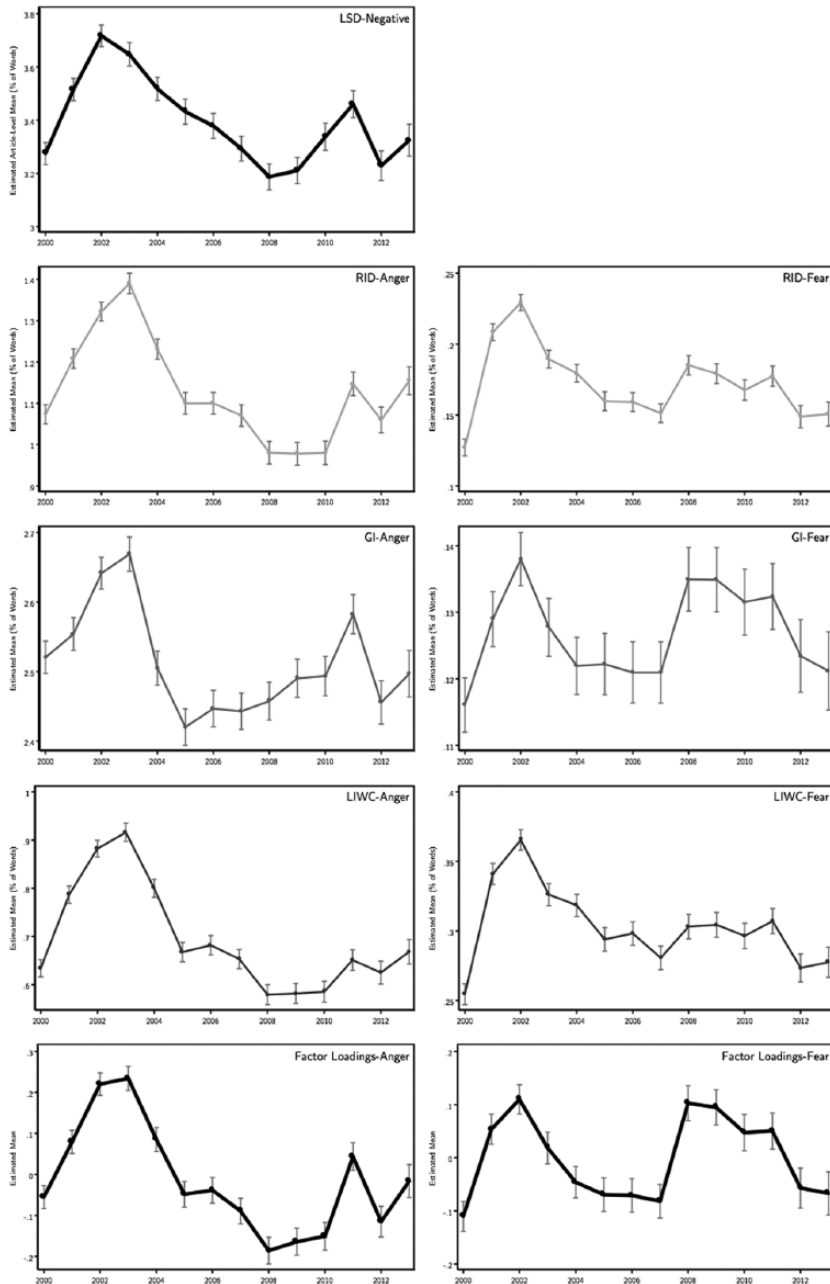 LSD-Negative
Estimated Article-Level Mean (% of Words)
3.8
3.6
3.4
3.2
3
2000 2002 2004 2006 2008 2010 2012
RID-Anger
Estimated Mean (% of Words)
1.4
1.3
1.2
1.1
1
.9
2000 2002 2004 2006 2008 2010 2012
RID-Fear
Estimated Mean (% of Words)
.25
.2
.15
.1
2000 2002 2004 2006 2008 2010 2012
GI-Anger
Estimated Mean (% of Words)
2.7
2.6
2.5
2.4
2000 2002 2004 2006 2008 2010 2012
GI-Fear
Estimated Mean (% of Words)
.14
.13
.12
.11
2000 2002 2004 2006 2008 2010 2012
LIWC-Anger
Estimated Mean (% of Words)
1
.9
.8
.7
.6
2000 2002 2004 2006 2008 2010 2012
LIWC-Fear
Estimated Mean (% of Words)
.4
.35
.3
.25
2000 2002 2004 2006 2008 2010 2012
Factor Loadings-Anger
Estimated Mean
.3
.2
.1
0
-.1
-.2
2000 2002 2004 2006 2008 2010 2012
Factor Loadings-Fear
Estimated Mean
.2
.1
0
-.1
-.2
2000 2002 2004 2006 2008 2010 2012